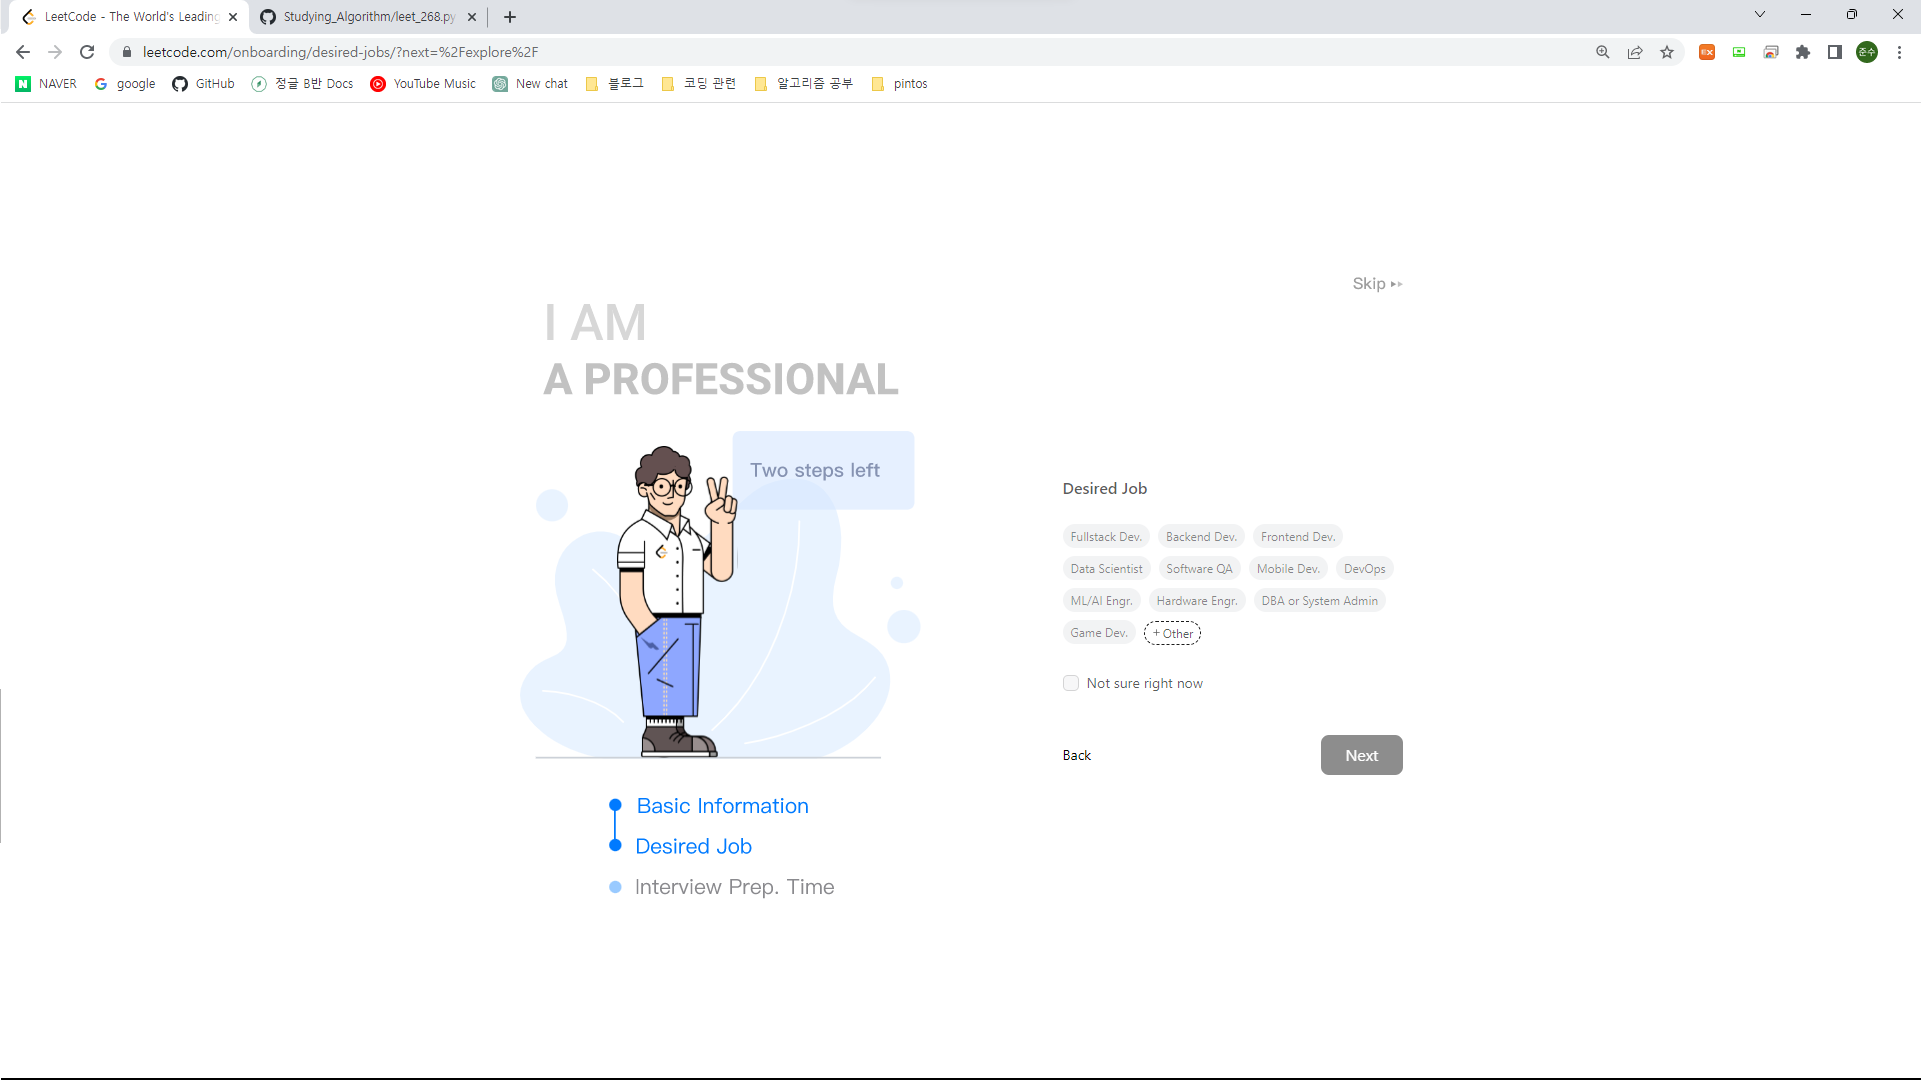 LeetCode - The World's Leading
Studying_Algorithm/leet_268.py
leetcode.com/onboarding/desired-jobs/?next=%2Fexplore%2F
EX
준수
NAVER google GitHub 정글 B반 Docs YouTube Music New chat 블로그 코딩 관련 알고리즘 공부 pintos
Skip
I AM
A PROFESSIONAL
Two steps left
Desired Job
Fullstack Dev. Backend Dev. Frontend Dev.
Data Scientist Software QA Mobile Dev. DevOps
ML/AI Engr. Hardware Engr. DBA or System Admin
Game Dev. + Other
Not sure right now
Back Next
Basic Information
Desired Job
Interview Prep. Time